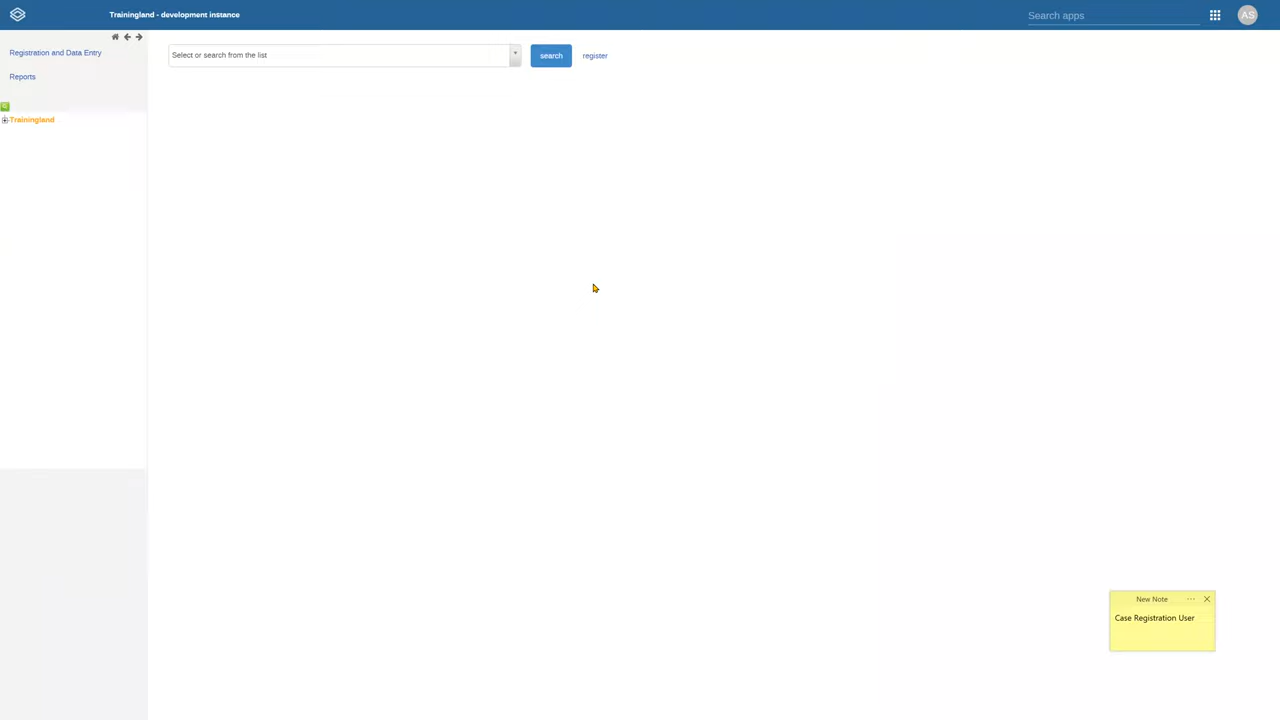 Trainingland - development instance
Search apps
AS
Registration and Data Entry
Reports
Select or search from the list
search
register
Trainingland
New Note
Case Registration User